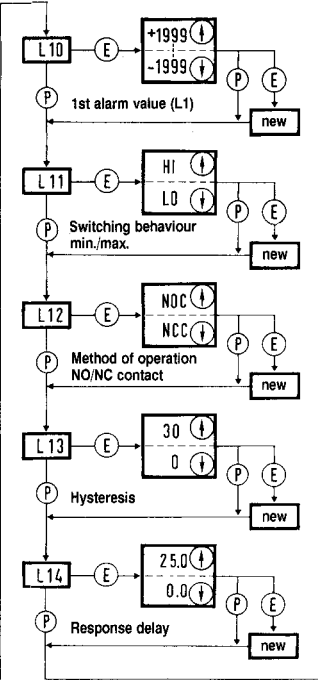 L10 E +1999
-1999
P P E
1st alarm value (L1) new
L11 E HI
LO
P P E
Switching behaviour
min./max. new
L12 E NOC
NCC
P P E
Method of operation
NO/NC contact new
L13 E 30
0
P P E
Hysteresis new
L14 E 25.0
0.0
P P E
Response delay new